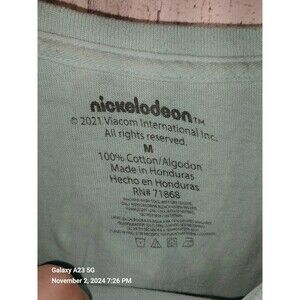 nickelodeon™
© 2021 Viacom International Inc.
All rights reserved.
M
100% Cotton/Algodon
Made in Honduras
Hecho en Honduras
RN# 71868
Galaxy A23 5G
November 2, 2024 7:26 PM